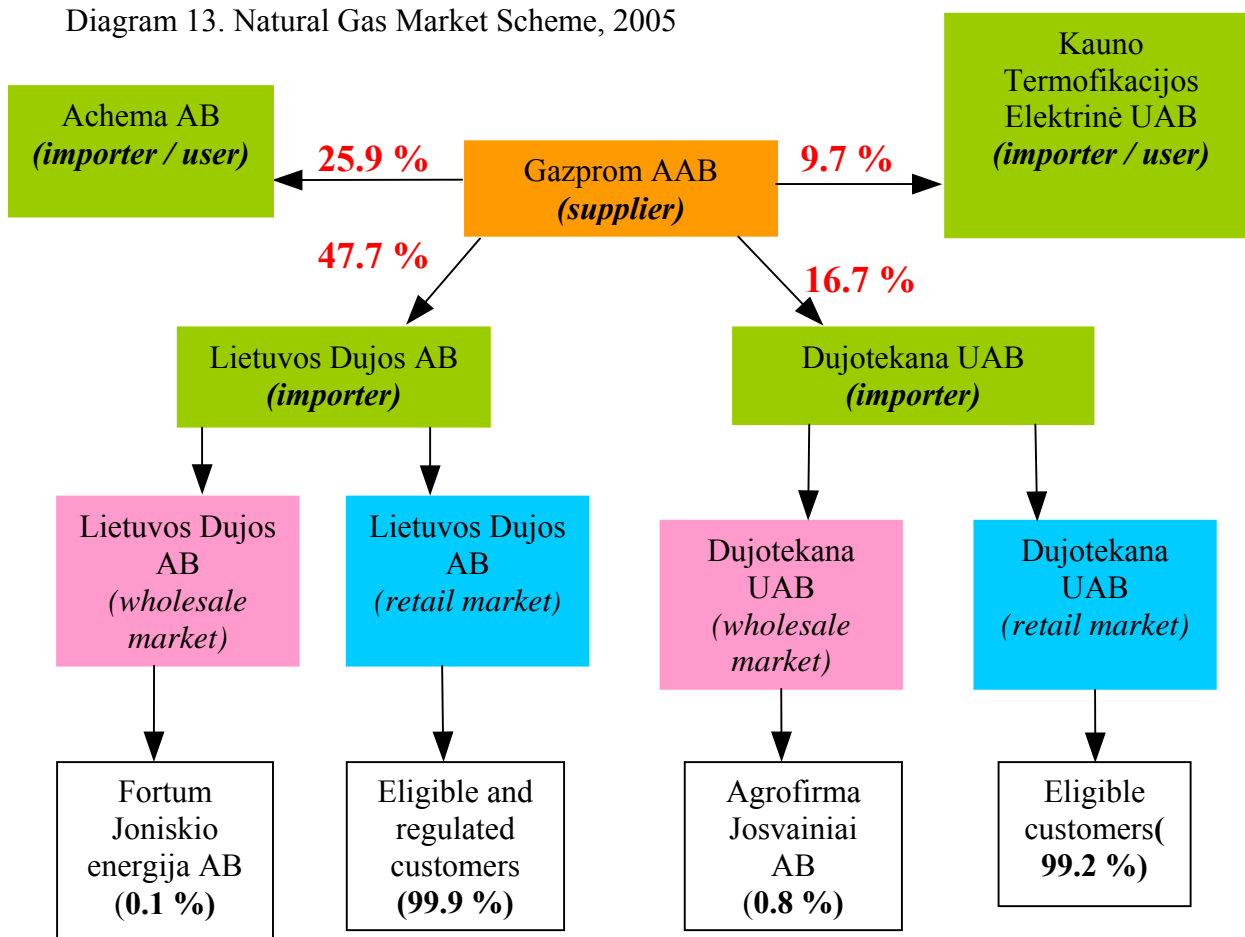 Diagram 13. Natural Gas Market Scheme, 2005
Achema AB
(importer / user)
25.9 %
Gazprom AAB
(supplier)
9.7 %
Kauno
Termofikacijos
Elektrinė UAB
(importer / user)
47.7 %
16.7 %
Lietuvos Dujos AB
(importer)
Dujotekana UAB
(importer)
Lietuvos Dujos
AB
(wholesale
market)
Lietuvos Dujos
AB
(retail market)
Dujotekana
UAB
(wholesale
market)
Dujotekana
UAB
(retail market)
Fortum
Joniskio
energija AB
(0.1 %)
Eligible and
regulated
customers
(99.9 %)
Agrofirma
Josvainiai
AB
(0.8 %)
Eligible
customers(
99.2 %)